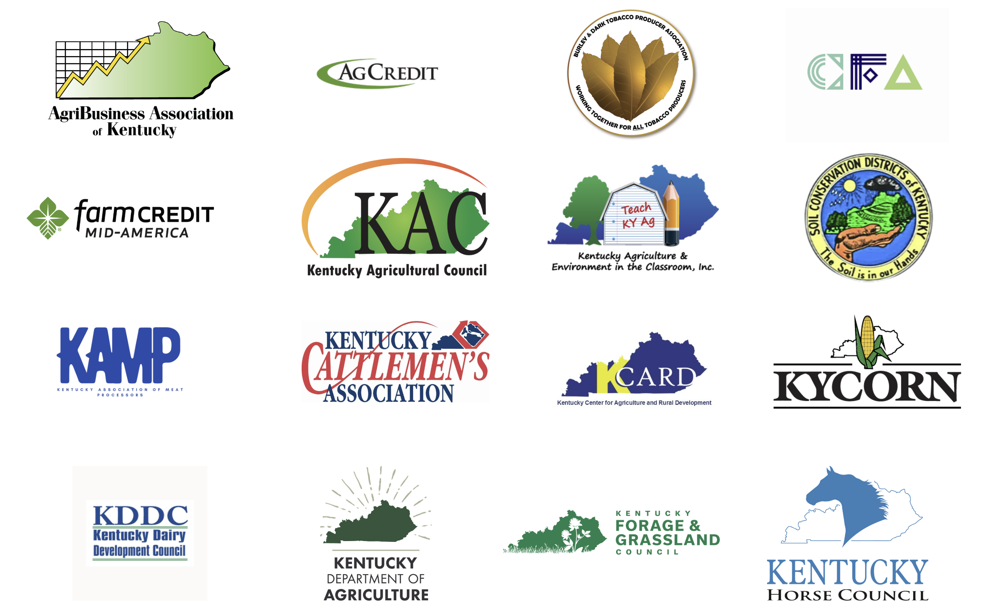 AgriBusiness Association
of Kentucky
AGCREDIT
BURLEY & DARK TOBACCO PRODUCER ASSOCIATION
WORKING TOGETHER FOR ALL TOBACCO PRODUCERS
CFA
farm CREDIT
MID-AMERICA
®
KAC
Kentucky Agricultural Council
Teach
KY Ag
Kentucky Agriculture &
Environment in the Classroom, Inc.
SOIL CONSERVATION DISTRICTS of KENTUCKY
The Soil is in our Hands
KAMP
KENTUCKY ASSOCIATION OF MEAT
PROCESSORS
KENTUCKY
CATTLEMEN'S
ASSOCIATION
KCARD
Kentucky Center for Agriculture and Rural Development
KYCORN
KDDC
Kentucky Dairy
Development Council
KENTUCKY
DEPARTMENT OF
AGRICULTURE
KENTUCKY
FORAGE &
GRASSLAND
COUNCIL
KENTUCKY
HORSE COUNCIL